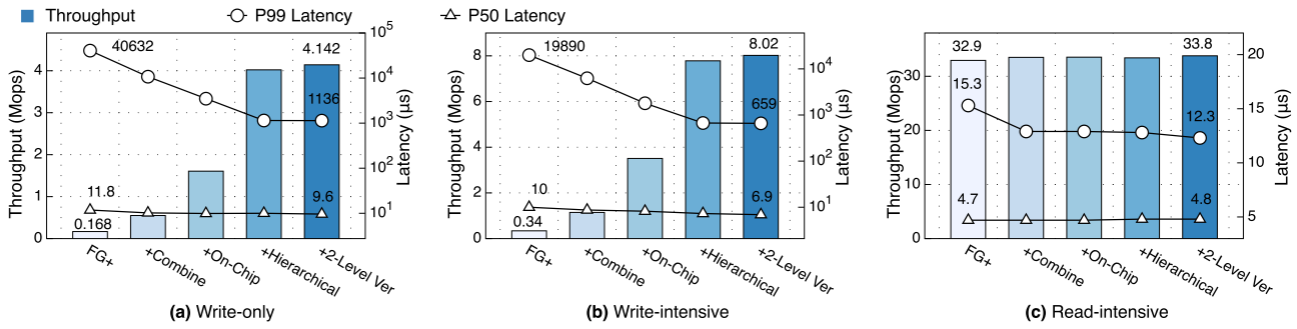 Throughput P99 Latency P50 Latency
Throughput (Mops)
4
3
2
1
0
40632
4.142
1136
11.8
9.6
0.168
10^5
10^4
10^3
10^2
10^1
Latency (μs)
FG+
+Combine
+On-Chip
+Hierarchical
+2-Level Ver
(a) Write-only
Throughput (Mops)
8
6
4
2
0
19890
8.02
659
10
6.9
0.34
10^4
10^3
10^2
10^1
Latency (μs)
FG+
+Combine
+On-Chip
+Hierarchical
+2-Level Ver
(b) Write-intensive
Throughput (Mops)
30
20
10
0
32.9
33.8
15.3
12.3
4.7
4.8
20
15
10
5
Latency (μs)
FG+
+Combine
+On-Chip
+Hierarchical
+2-Level Ver
(c) Read-intensive